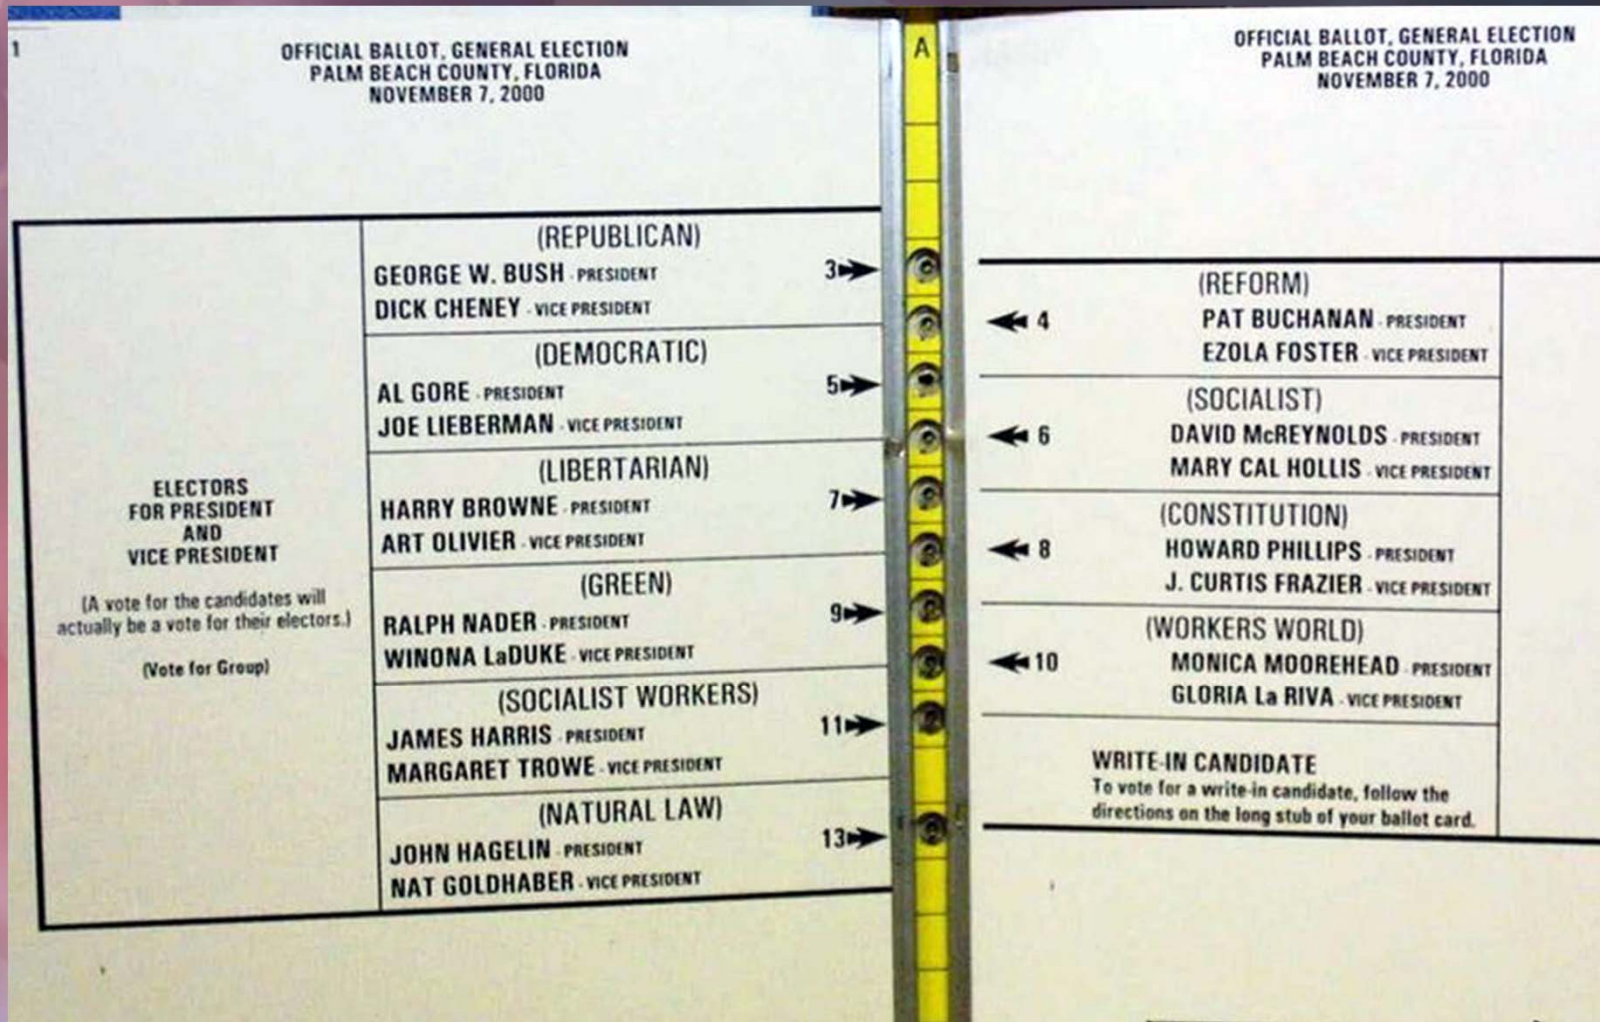 1
OFFICIAL BALLOT, GENERAL ELECTION
PALM BEACH COUNTY, FLORIDA
NOVEMBER 7, 2000
ELECTORS
FOR PRESIDENT
AND
VICE PRESIDENT
(A vote for the candidates will
actually be a vote for their electors.)
(Vote for Group)
(REPUBLICAN)
GEORGE W. BUSH - PRESIDENT
3
DICK CHENEY - VICE PRESIDENT
(DEMOCRATIC)
AL GORE - PRESIDENT
5
JOE LIEBERMAN - VICE PRESIDENT
(LIBERTARIAN)
HARRY BROWNE - PRESIDENT
7
ART OLIVIER - VICE PRESIDENT
(GREEN)
RALPH NADER - PRESIDENT
9
WINONA LaDUKE - VICE PRESIDENT
(SOCIALIST WORKERS)
JAMES HARRIS - PRESIDENT
11
MARGARET TROWE - VICE PRESIDENT
(NATURAL LAW)
JOHN HAGELIN - PRESIDENT
13
NAT GOLDHABER - VICE PRESIDENT
A
OFFICIAL BALLOT, GENERAL ELECTION
PALM BEACH COUNTY, FLORIDA
NOVEMBER 7, 2000
(REFORM)
4
PAT BUCHANAN - PRESIDENT
EZOLA FOSTER - VICE PRESIDENT
(SOCIALIST)
6
DAVID McREYNOLDS - PRESIDENT
MARY CAL HOLLIS - VICE PRESIDENT
(CONSTITUTION)
8
HOWARD PHILLIPS - PRESIDENT
J. CURTIS FRAZIER - VICE PRESIDENT
(WORKERS WORLD)
10
MONICA MOOREHEAD - PRESIDENT
GLORIA La RIVA - VICE PRESIDENT
WRITE-IN CANDIDATE
To vote for a write-in candidate, follow the
directions on the long stub of your ballot card.